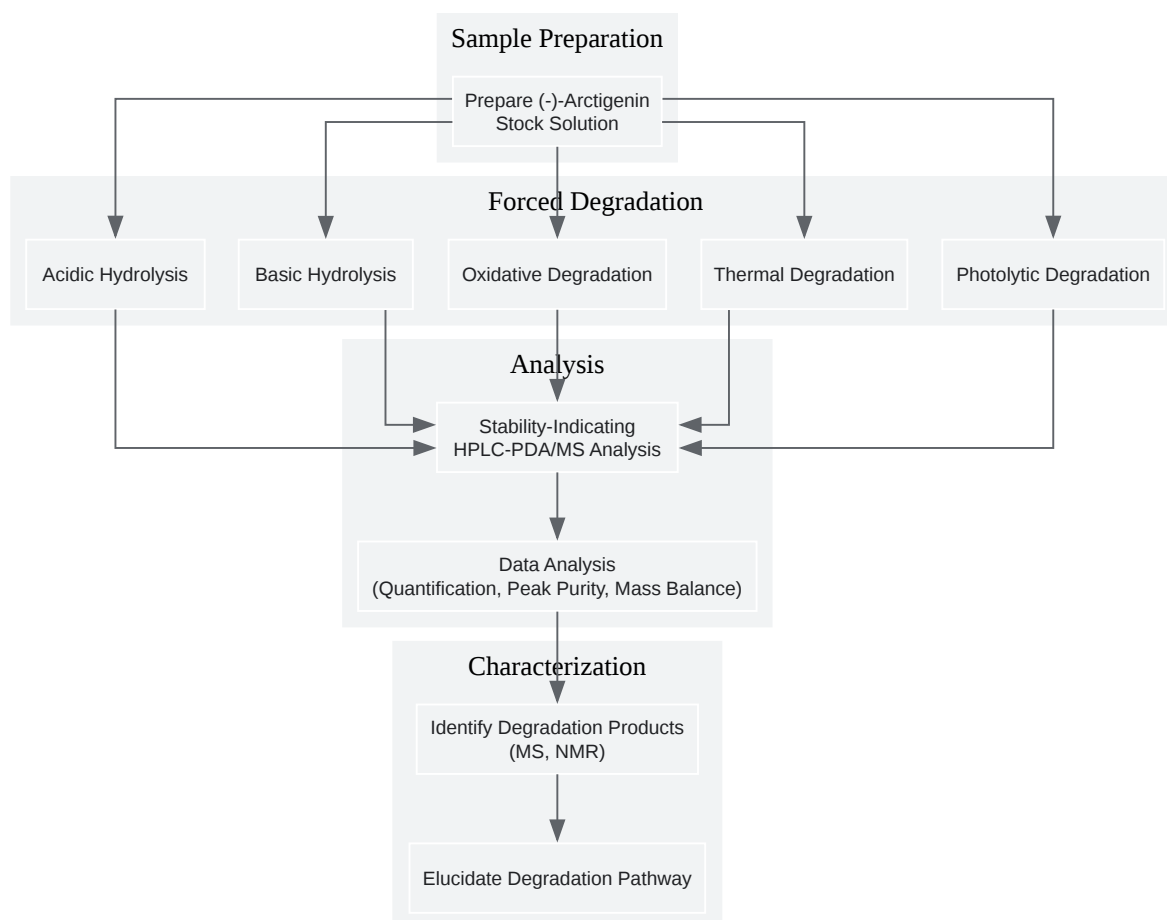 Sample Preparation
Prepare (-)-Arctigenin
Stock Solution
Forced Degradation
Acidic Hydrolysis
Basic Hydrolysis
Oxidative Degradation
Thermal Degradation
Photolytic Degradation
Analysis
Stability-Indicating
HPLC-PDA/MS Analysis
Data Analysis
(Quantification, Peak Purity, Mass Balance)
Characterization
Identify Degradation Products
(MS, NMR)
Elucidate Degradation Pathway